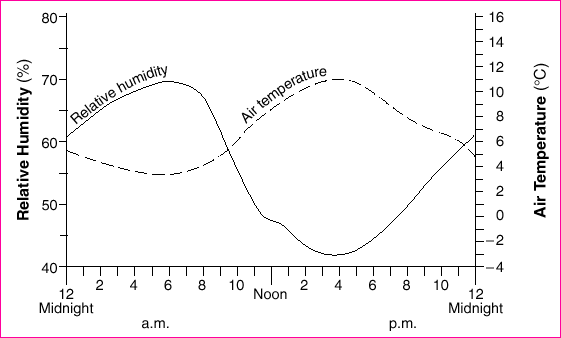 80
70
60
50
40
Relative Humidity (%)
Relative humidity
Air temperature
16
14
12
10
8
6
4
2
0
−2
−4
Air Temperature (°C)
12 2 4 6 8 10 Noon 2 4 6 8 10 12
Midnight Midnight
a.m. p.m.